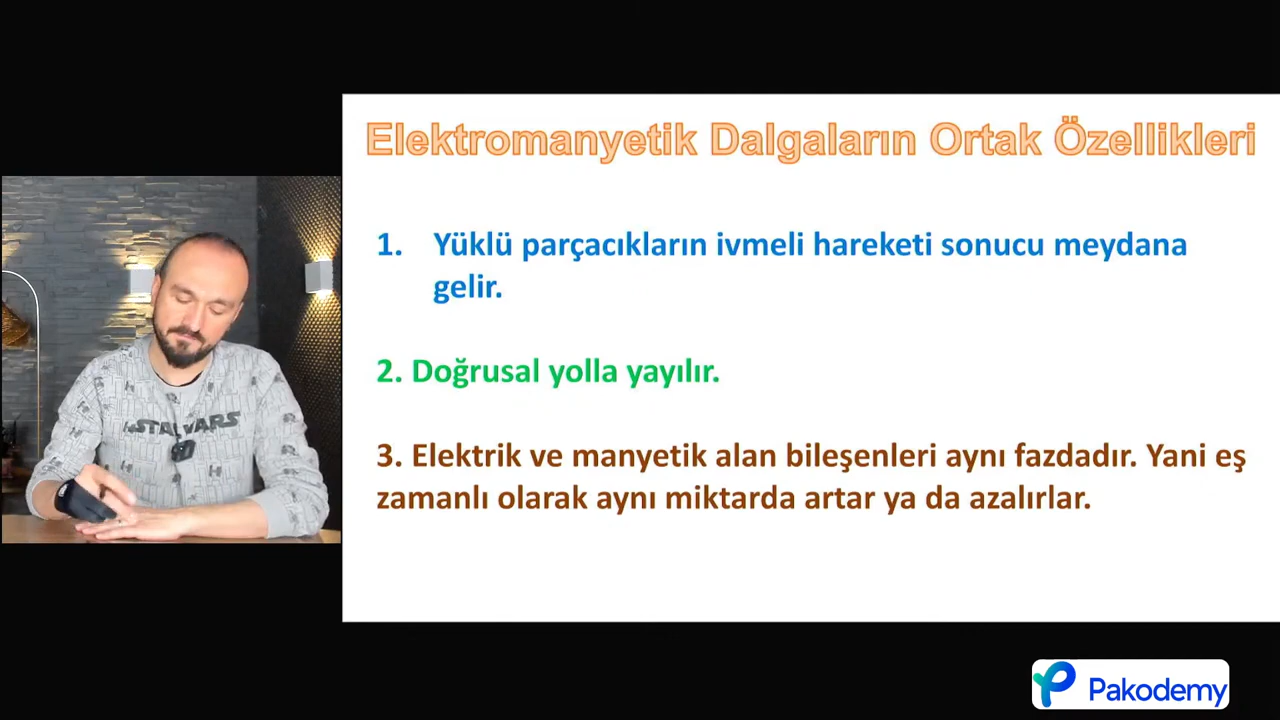 Elektromanyetik Dalgaların Ortak Özellikleri
1. Yüklü parçacıkların ivmeli hareketi sonucu meydana
gelir.
2. Doğrusal yolla yayılır.
3. Elektrik ve manyetik alan bileşenleri aynı fazdadır. Yani eş
zamanlı olarak aynı miktarda artar ya da azalırlar.
STAR WARS
Pakodemy